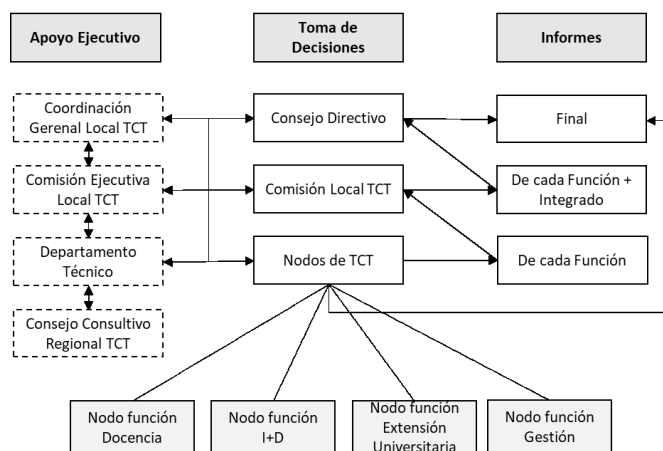 Apoyo Ejecutivo
Toma de
Decisiones
Informes
Coordinación
Gerenal Local TCT
Consejo Directivo
Final
Comisión Ejecutiva
Local TCT
Comisión Local TCT
De cada Función +
Integrado
Departamento
Técnico
Nodos de TCT
De cada Función
Consejo Consultivo
Regional TCT
Nodo función
Docencia
Nodo función
I+D
Nodo función
Extensión
Universitaria
Nodo función
Gestión